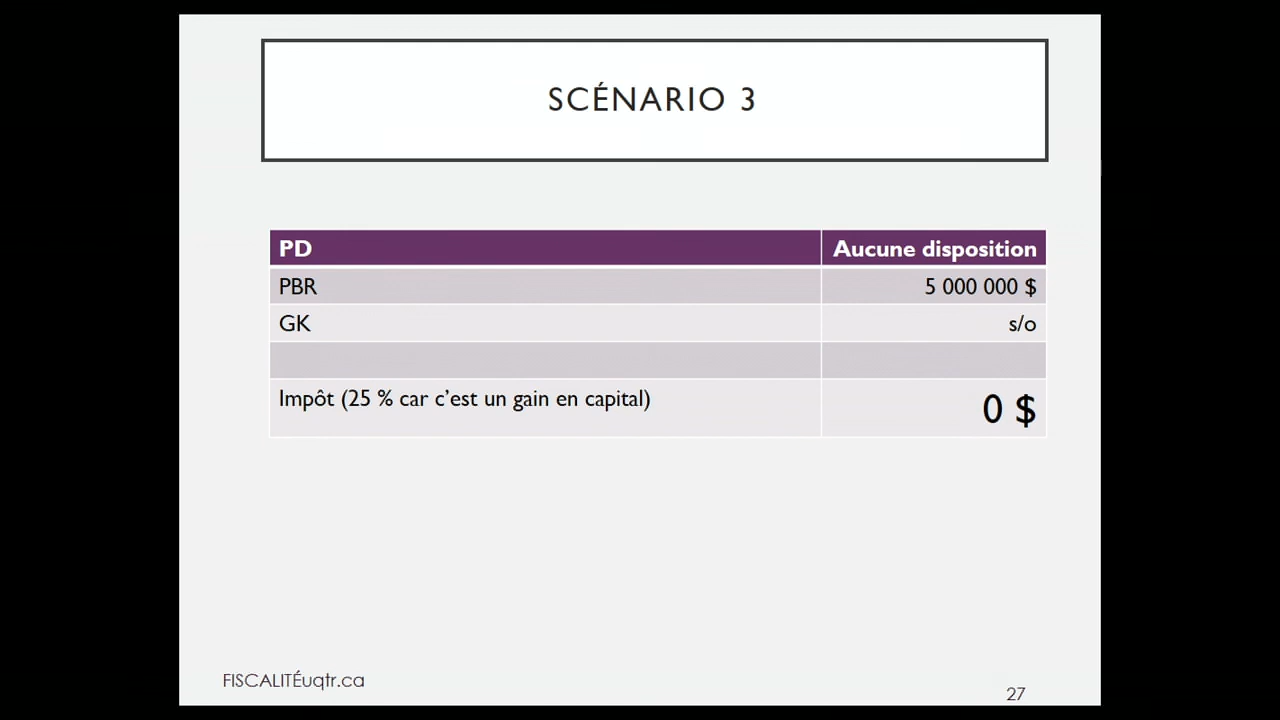 SCÉNARIO 3
PD Aucune disposition
PBR 5 000 000 $
GK s/o
Impôt (25 % car c’est un gain en capital) 0 $
FISCALITÉuqtr.ca
27